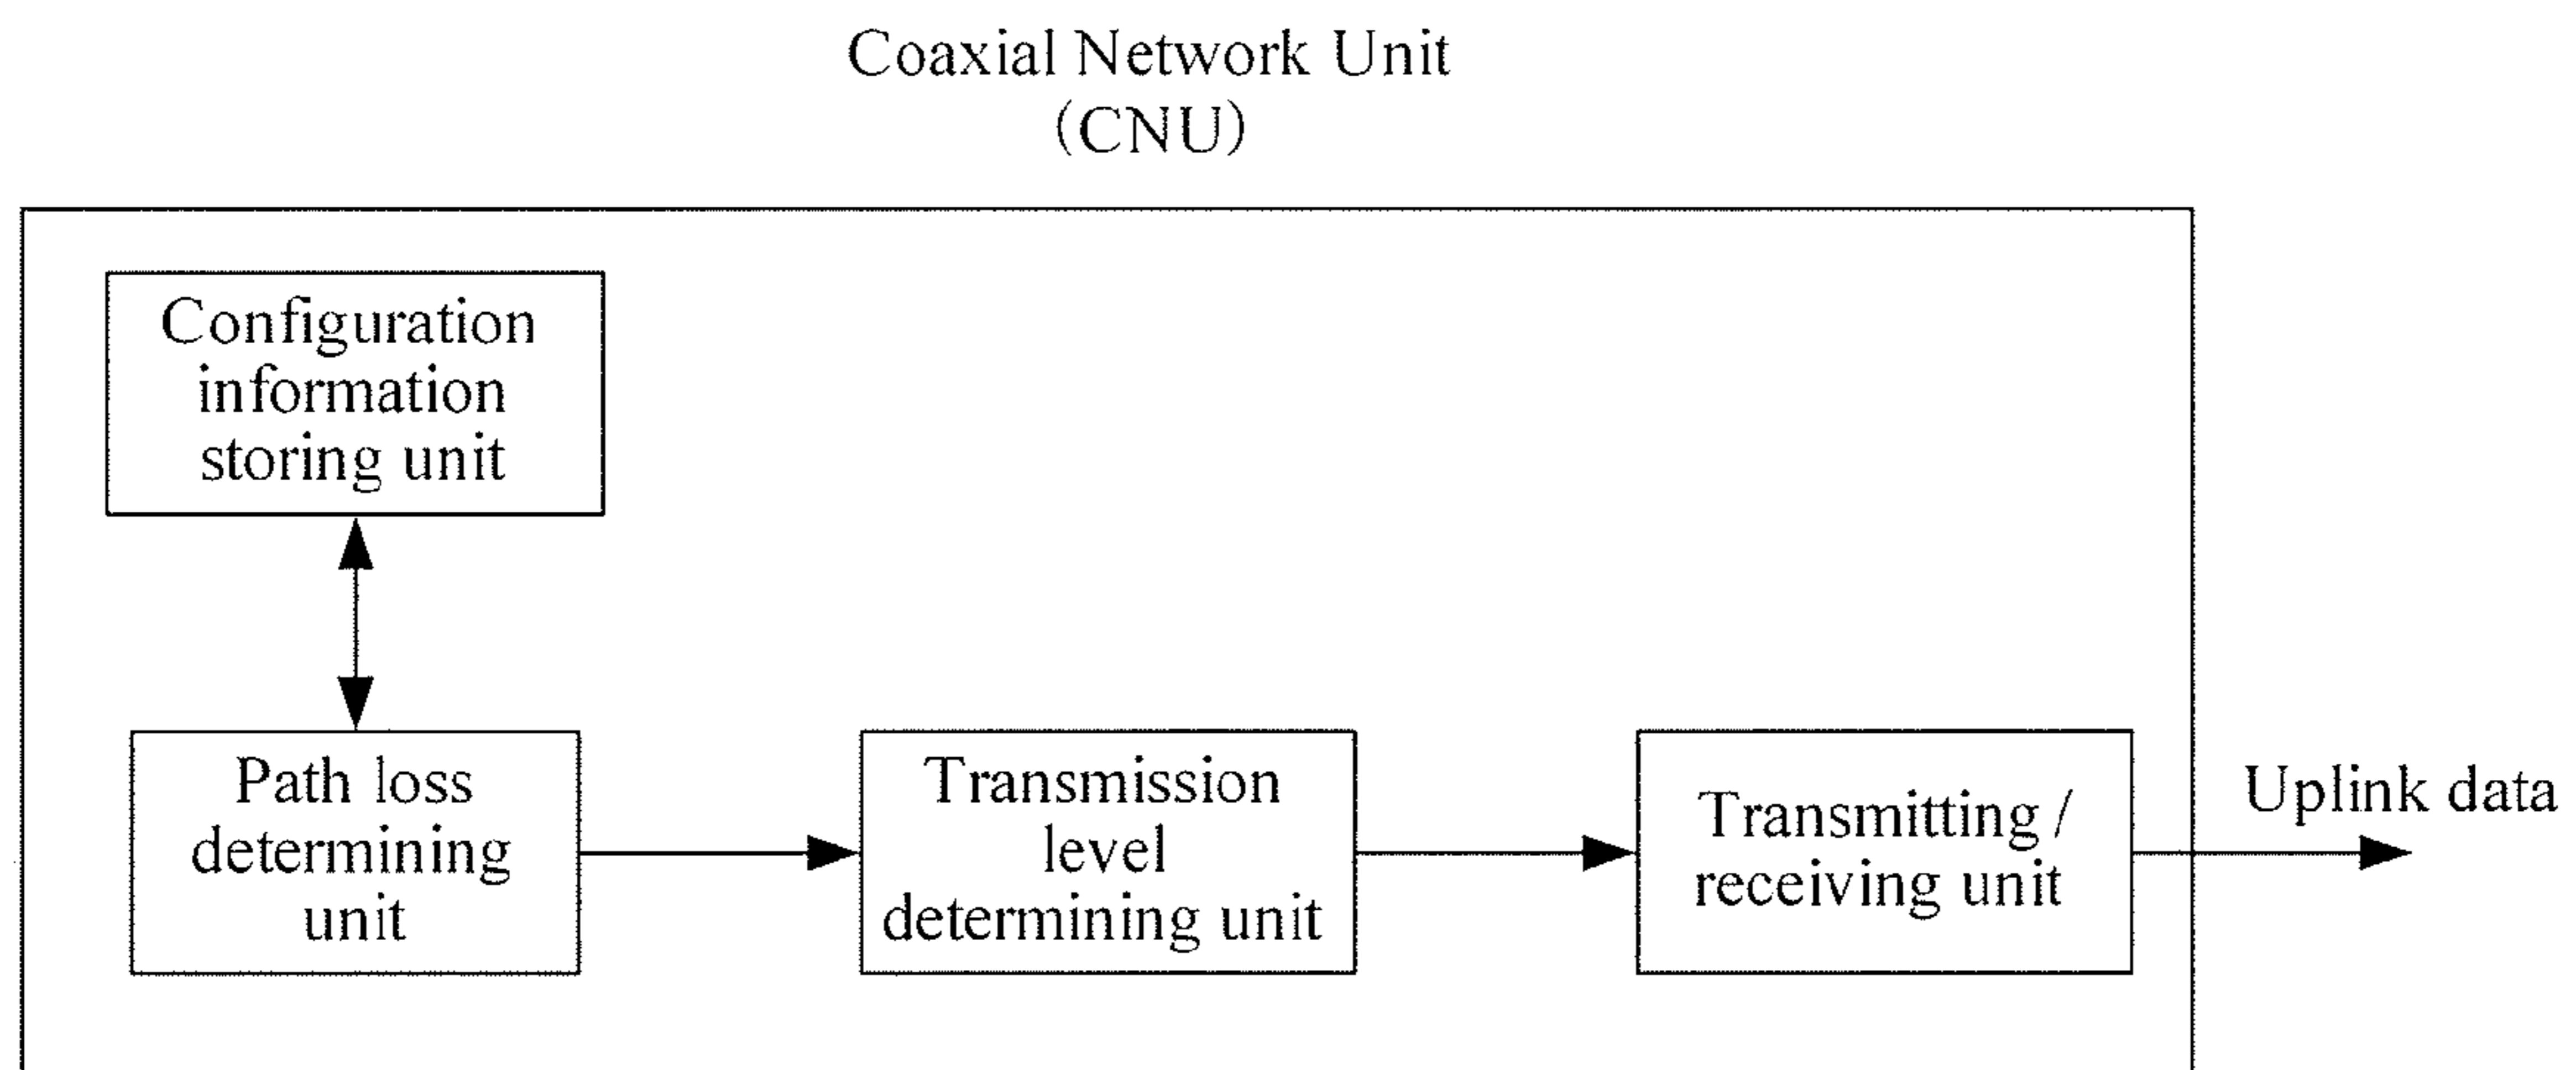 Coaxial Network Unit
(CNU)
Configuration
information
storing unit
Path loss
determining
unit
Transmission
level
determining unit
Transmitting /
receiving unit
Uplink data